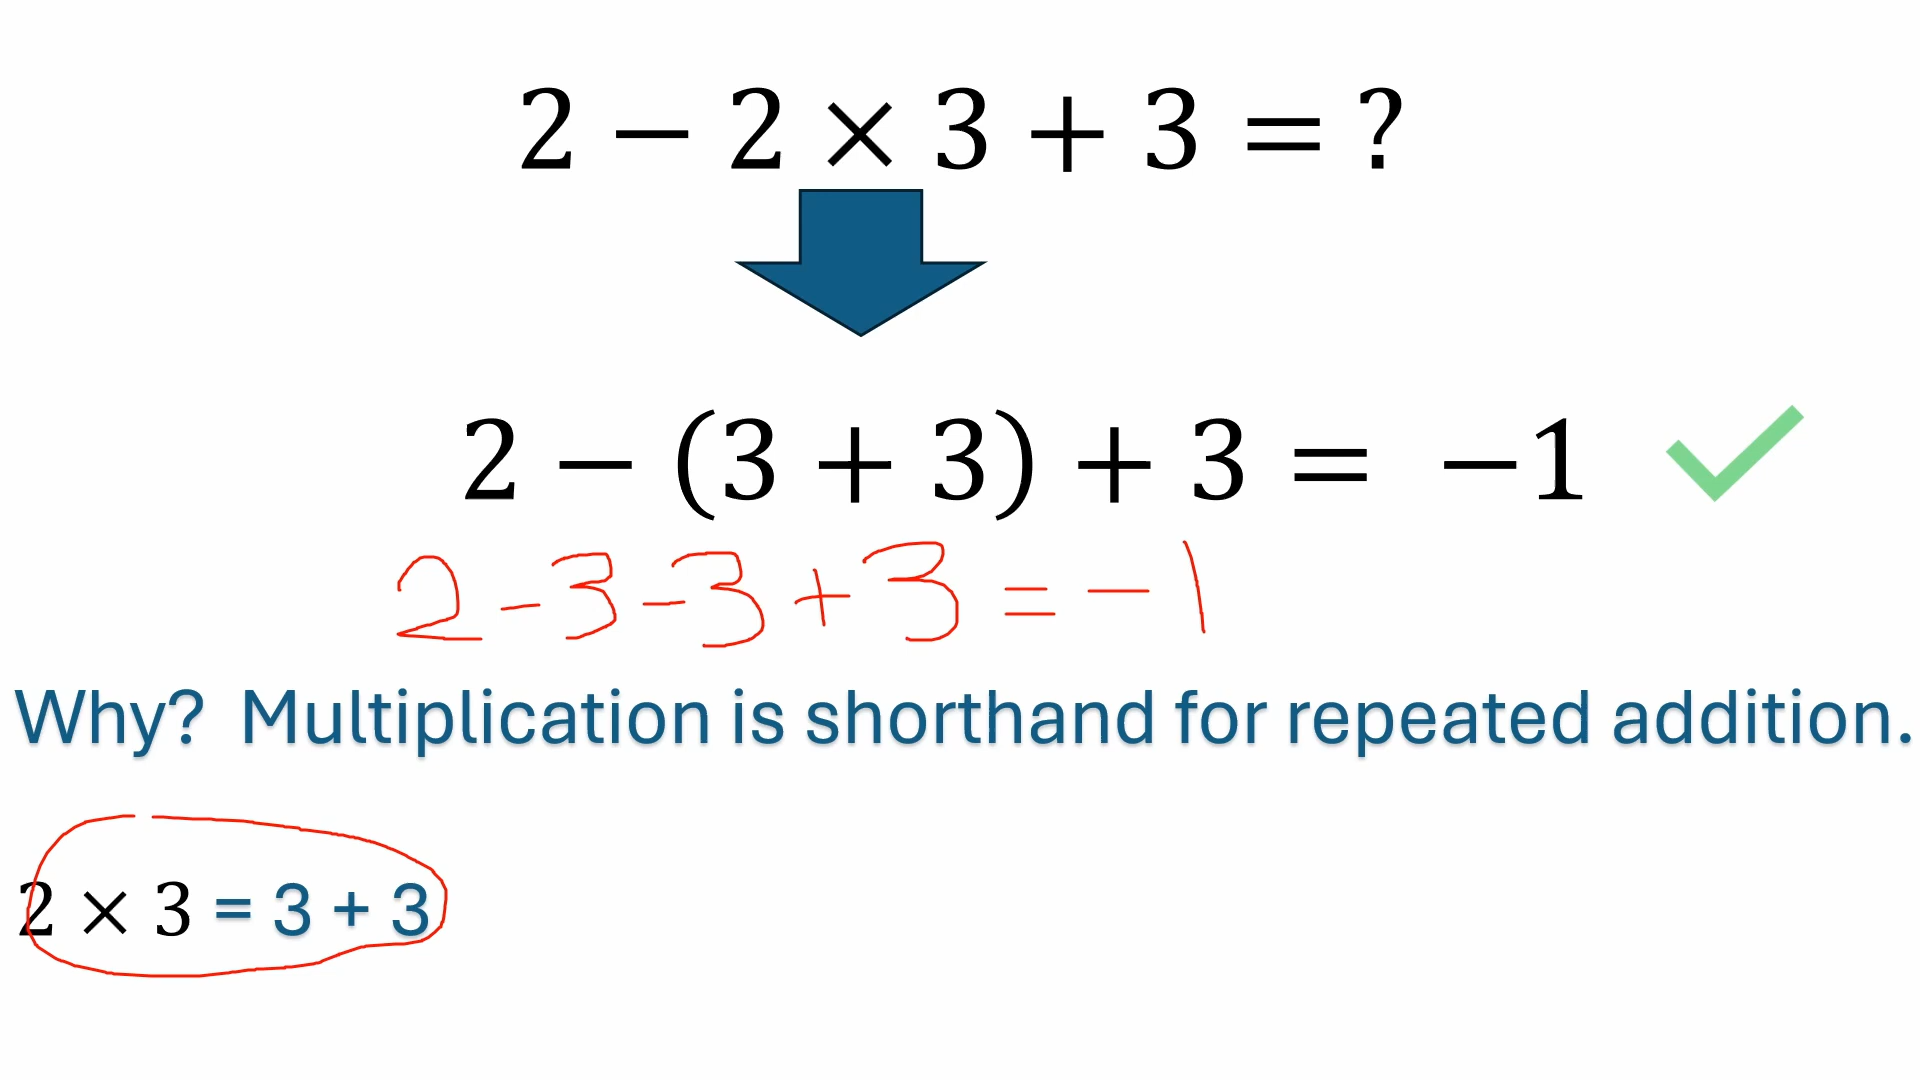 2 − 2 × 3 + 3 = ?
2 − (3 + 3) + 3 = −1
2 - 3 - 3 + 3 = - 1
Why? Multiplication is shorthand for repeated addition.
2 × 3 = 3 + 3